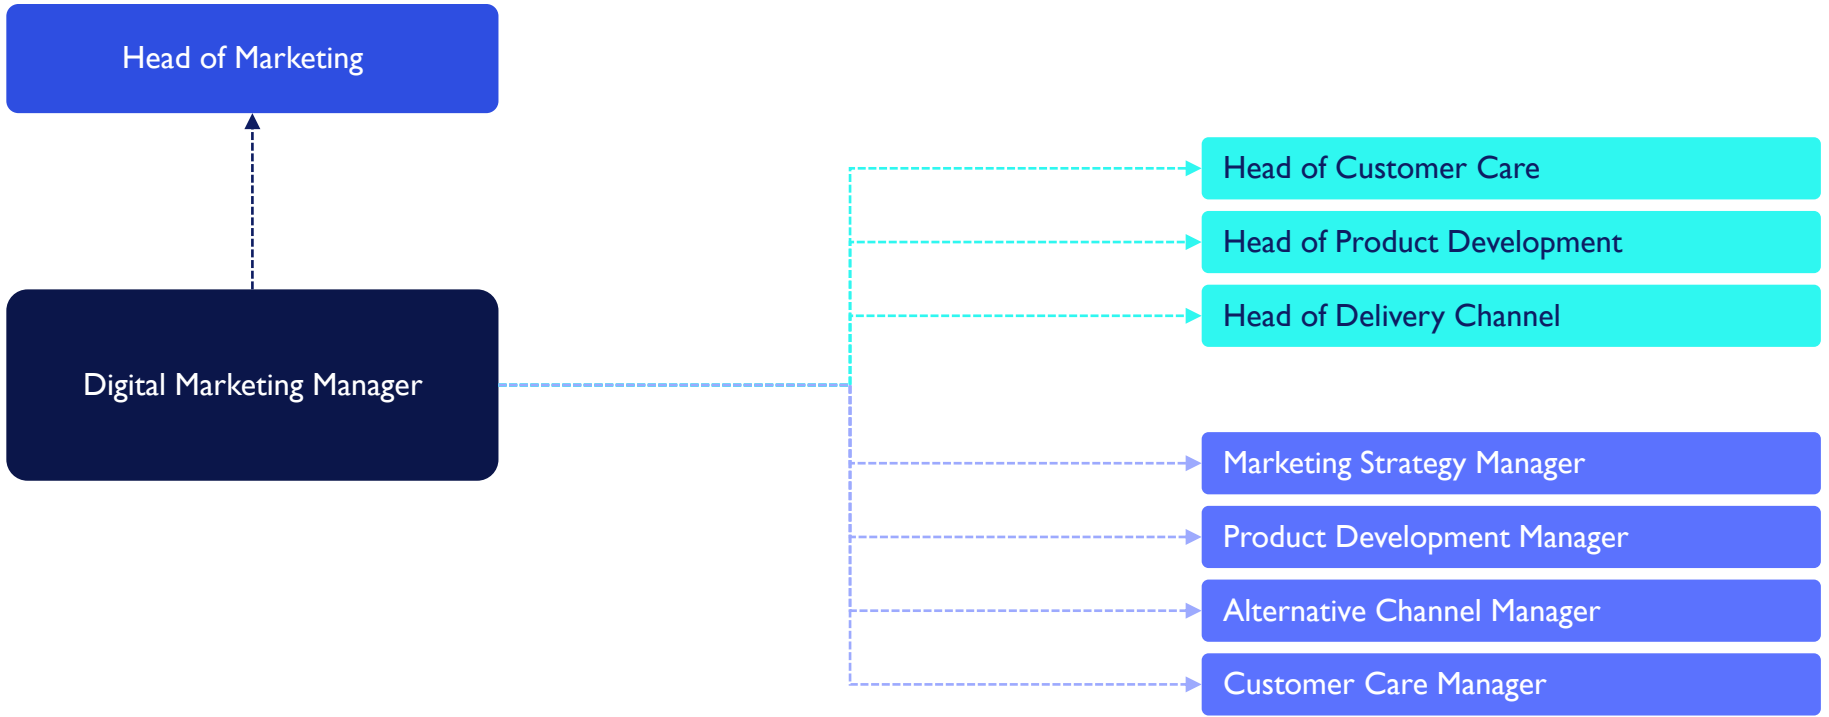 Head of Marketing
Digital Marketing Manager
Head of Customer Care
Head of Product Development
Head of Delivery Channel
Marketing Strategy Manager
Product Development Manager
Alternative Channel Manager
Customer Care Manager